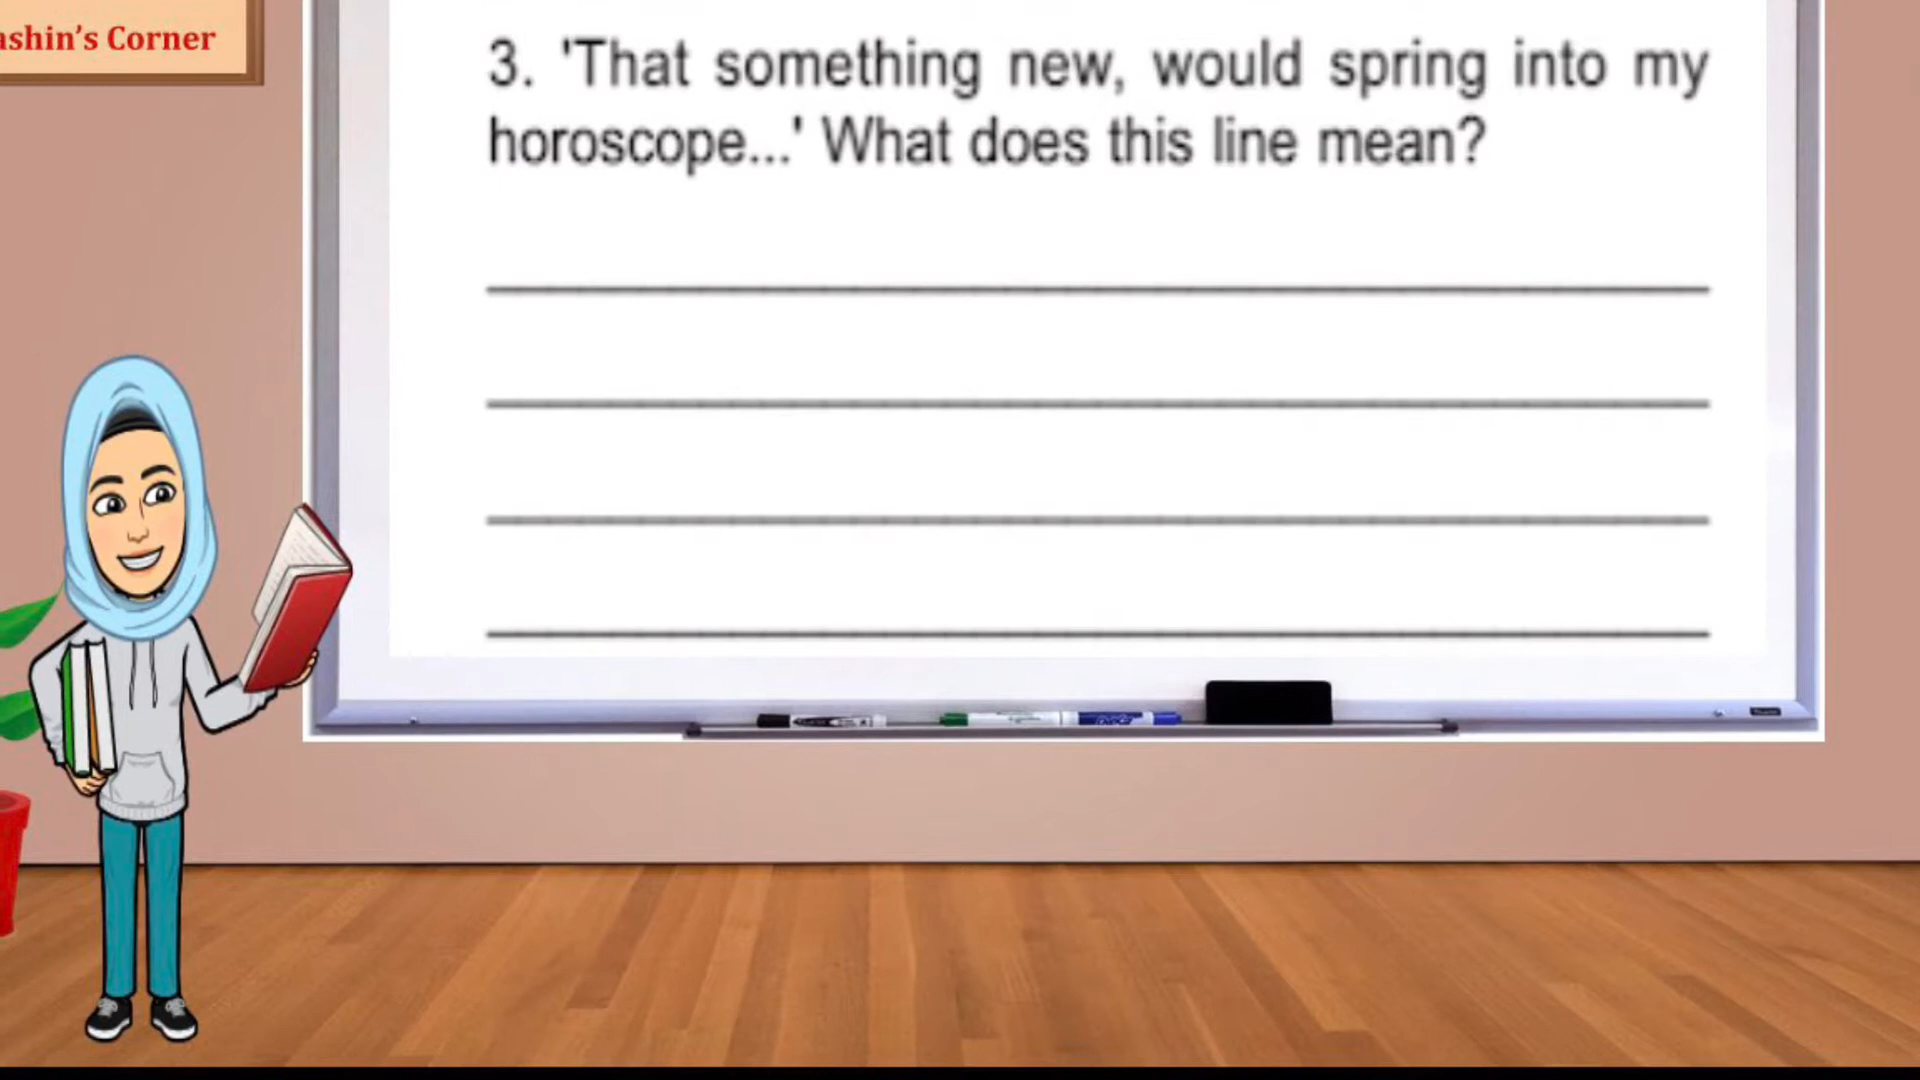 ashin's Corner
3. 'That something new, would spring into my
horoscope...' What does this line mean?